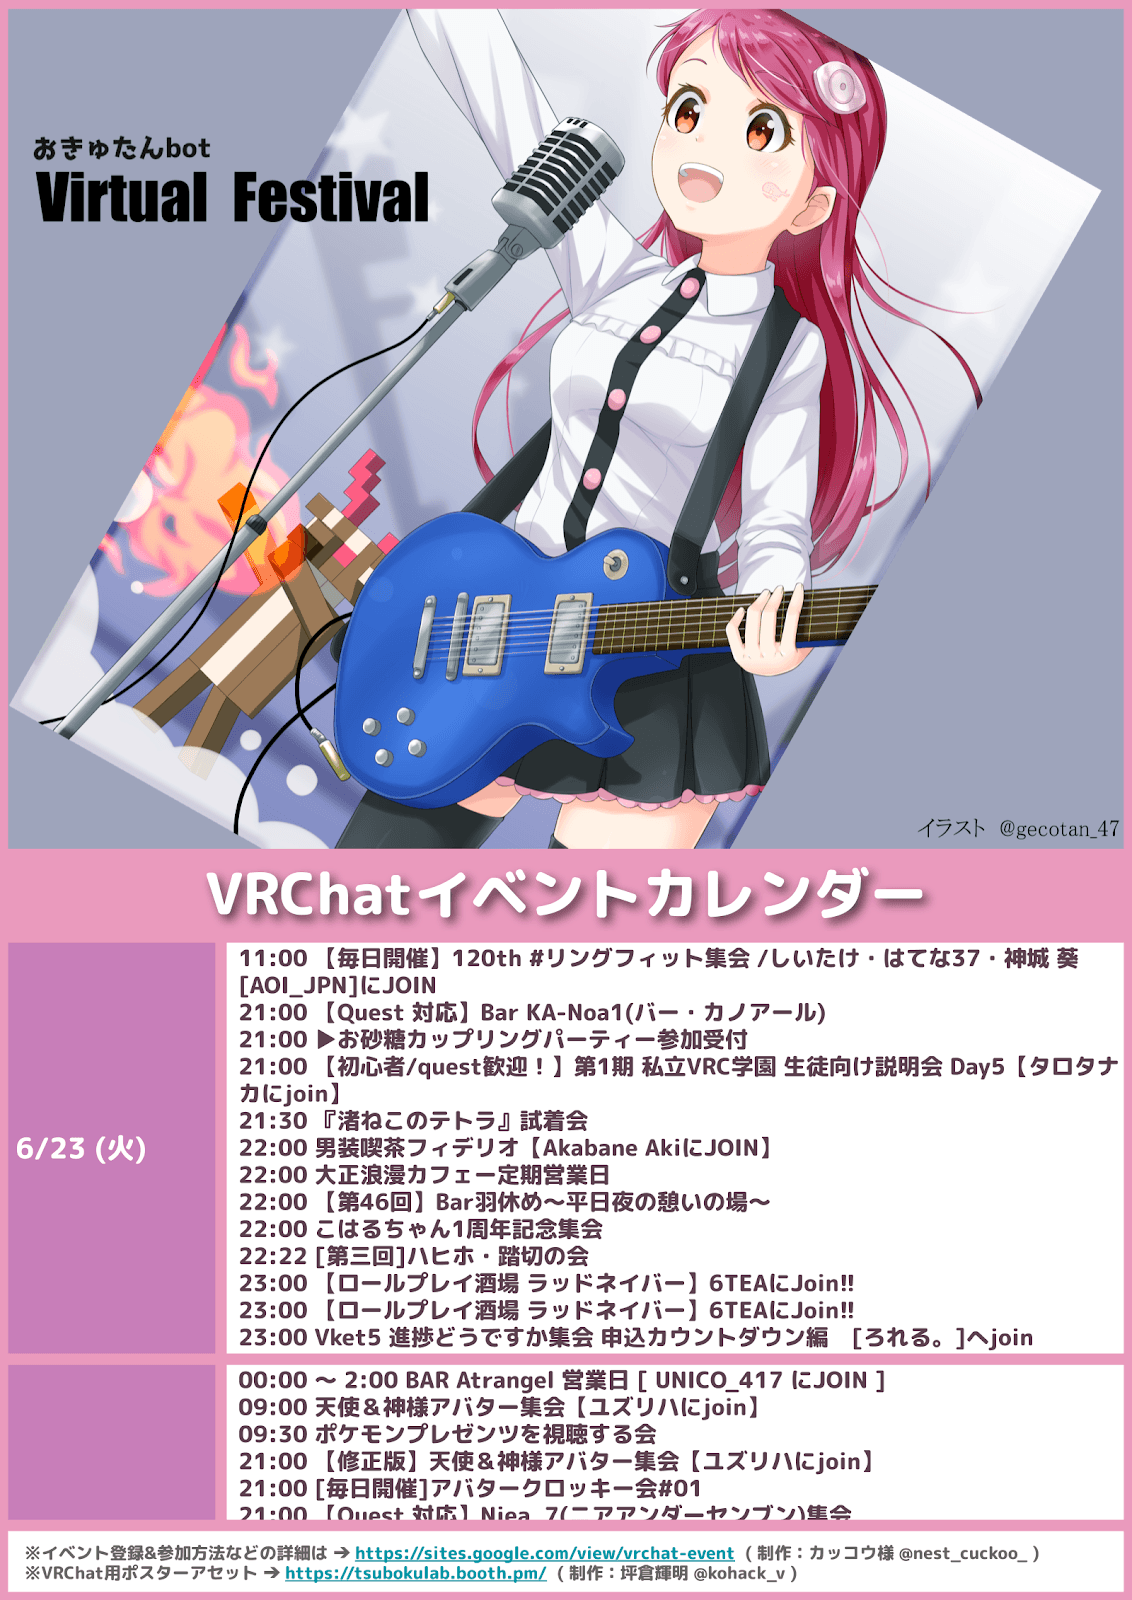 おきゅたんbot
Virtual Festival
イラスト @gecotan_47
VRChatイベントカレンダー
6/23 (火)
11:00 【毎日開催】120th #リングフィット集会 /しいたけ・はてな37・神城 葵
[AOI_JPN]にJOIN
21:00 【Quest 対応】Bar KA-Noa1(バー・カノアール)
21:00 ▶お砂糖カップリングパーティー参加受付
21:00 【初心者/quest歓迎！】第1期 私立VRC学園 生徒向け説明会 Day5【タロタナ
カにjoin】
21:30 『渚ねこのテトラ』試着会
22:00 男装喫茶フィデリオ【Akabane AkiにJOIN】
22:00 大正浪漫カフェー定期営業日
22:00 【第46回】Bar羽休め〜平日夜の憩いの場〜
22:00 こはるちゃん1周年記念集会
22:22 [第三回]ハヒホ・踏切の会
23:00 【ロールプレイ酒場 ラッドネイバー】6TEAにJoin!!
23:00 【ロールプレイ酒場 ラッドネイバー】6TEAにJoin!!
23:00 Vket5 進捗どうですか集会 申込カウントダウン編　[ろれる。]へjoin
00:00 〜 2:00 BAR Atrangel 営業日 [ UNICO_417 にJOIN ]
09:00 天使＆神様アバター集会【ユズリハにjoin】
09:30 ポケモンプレゼンツを視聴する会
21:00 【修正版】天使＆神様アバター集会【ユズリハにjoin】
21:00 [毎日開催]アバタークロッキー会#01
21:00 【Quest 対応】Niea_7(ニアアンダーセンブン)集会
※イベント登録&参加方法などの詳細は → https://sites.google.com/view/vrchat-event ( 制作：カッコウ様 @nest_cuckoo_ )
※VRChat用ポスターアセット → https://tsubokulab.booth.pm/ ( 制作：坪倉輝明 @kohack_v )